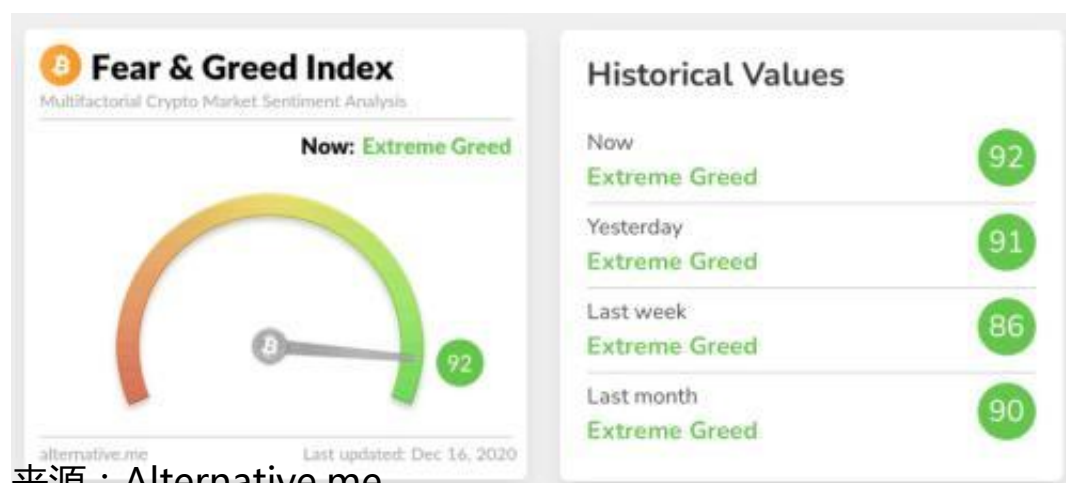 Fear & Greed Index
Multifactorial Crypto Market Sentiment Analysis
Now: Extreme Greed
92
alternative.me
Last updated: Dec 16, 2020
Historical Values
Now
Extreme Greed
92
Yesterday
Extreme Greed
91
Last week
Extreme Greed
86
Last month
Extreme Greed
90
来源：Alternative.me